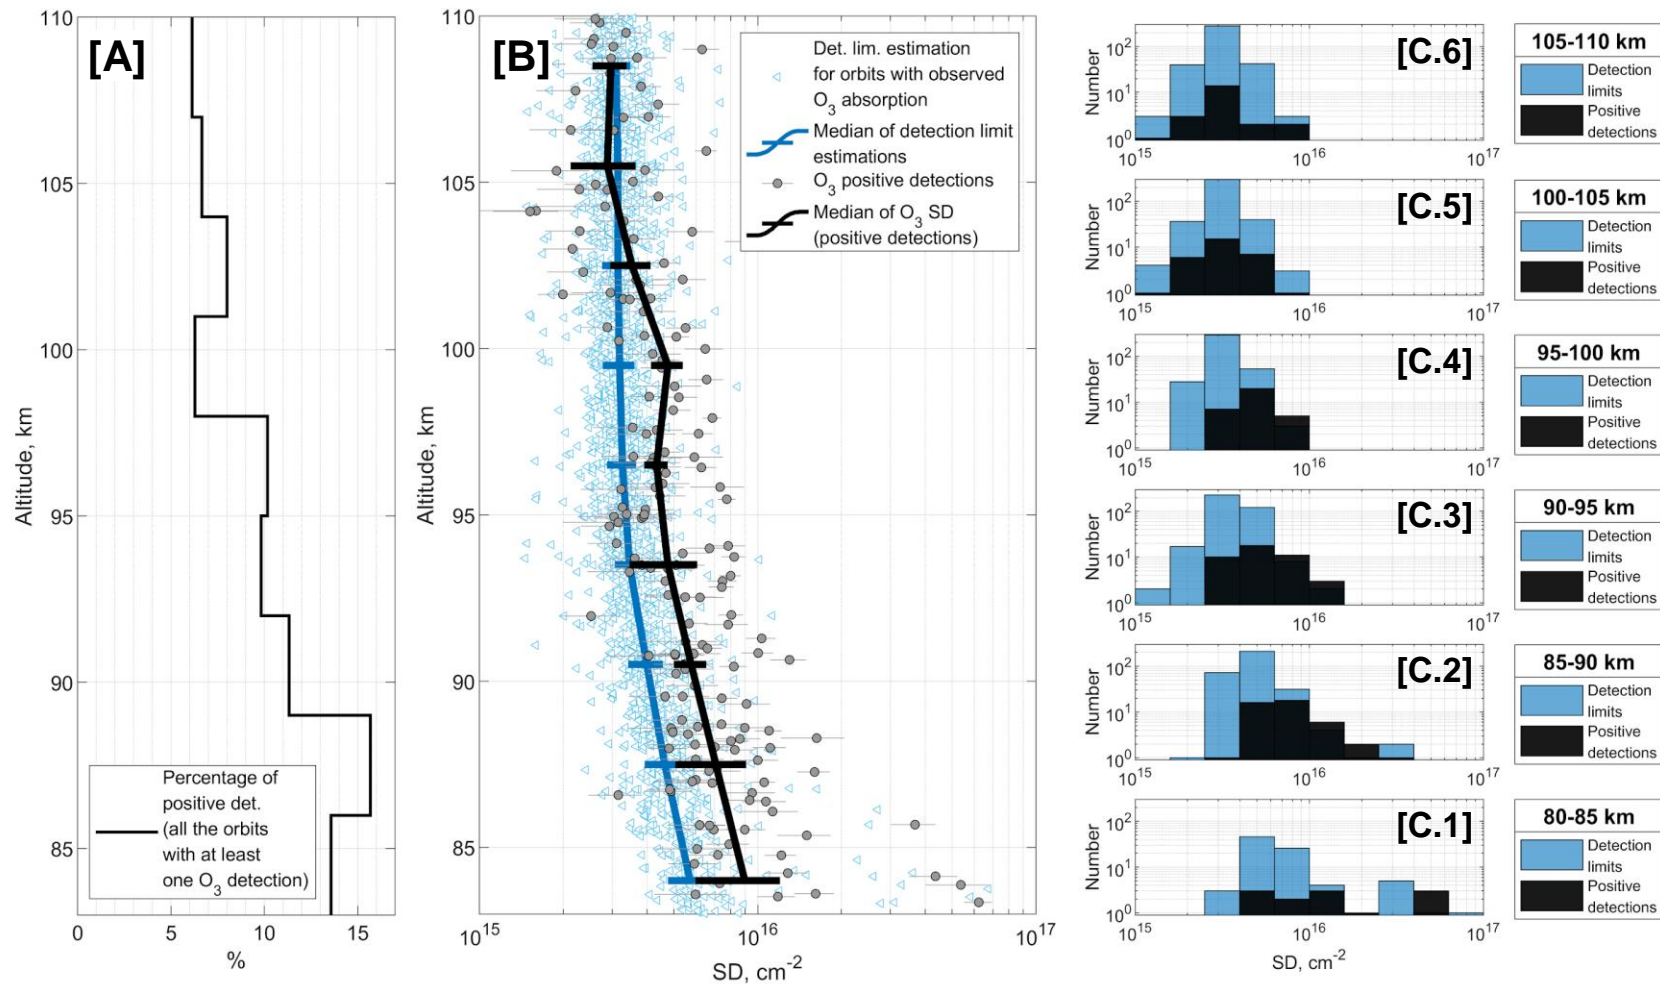 [A]
110
105
100
95
90
85
Altitude, km
Percentage of
positive det.
(all the orbits
with at least
one O3 detection)
0 5 10 15
%
[B]
110
105
100
95
90
85
Altitude, km
Det. lim. estimation
for orbits with observed
O3 absorption
Median of detection limit
estimations
O3 positive detections
Median of O3 SD
(positive detections)
10^15 10^16 10^17
SD, cm^-2
[C.6]
Number
10^2
10^1
10^0
10^15 10^16 10^17
105-110 km
Detection
limits
Positive
detections
[C.5]
Number
10^2
10^1
10^0
10^15 10^16 10^17
100-105 km
Detection
limits
Positive
detections
[C.4]
Number
10^2
10^1
10^0
10^15 10^16 10^17
95-100 km
Detection
limits
Positive
detections
[C.3]
Number
10^2
10^1
10^0
10^15 10^16 10^17
90-95 km
Detection
limits
Positive
detections
[C.2]
Number
10^2
10^1
10^0
10^15 10^16 10^17
85-90 km
Detection
limits
Positive
detections
[C.1]
Number
10^2
10^1
10^0
10^15 10^16 10^17
SD, cm^-2
80-85 km
Detection
limits
Positive
detections